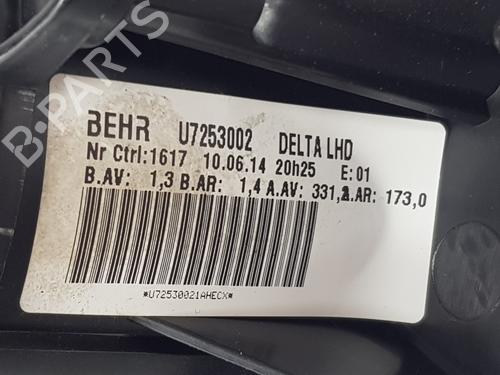 BEHR U7253002 DELTA LHD
Nr Ctrl:1617 10.06.14 20h25 E:01
B.AV: 1,3 B.AR: 1,4 A.AV: 331, A.AR: 173,0
*U72530021AHECX*
B-PARTS